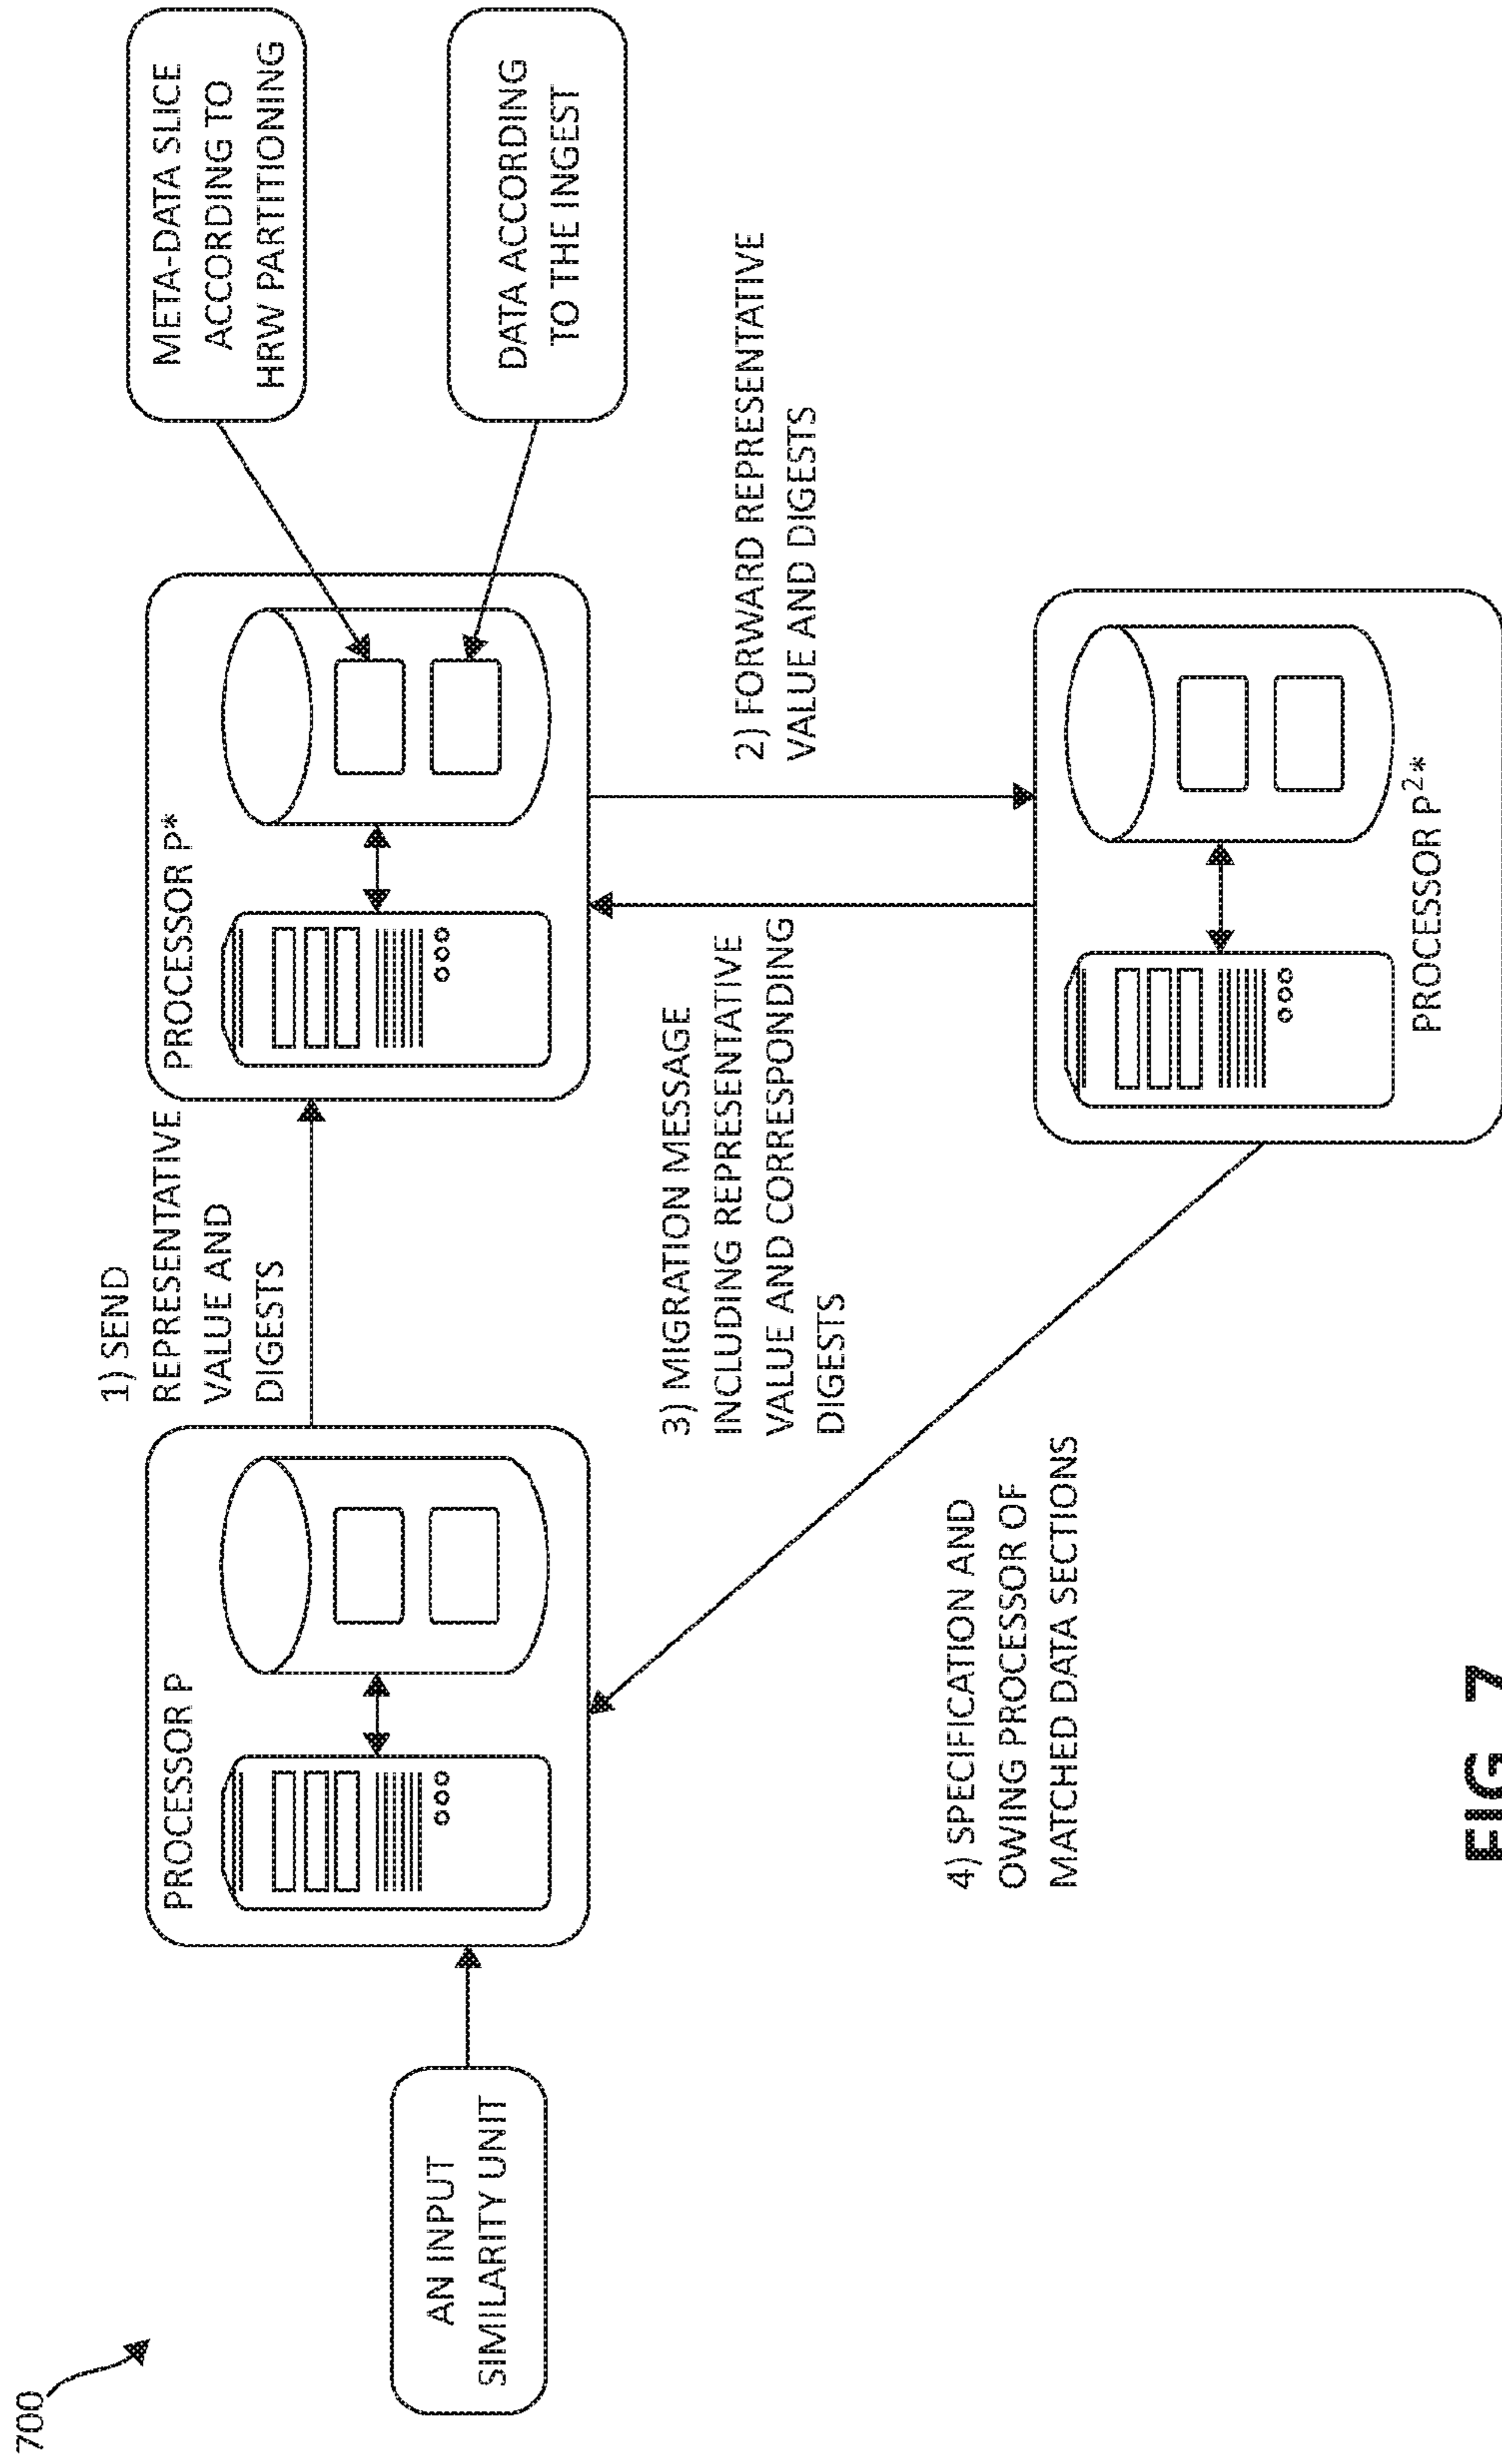 700
AN INPUT
SIMILARITY UNIT
PROCESSOR P
1) SEND
REPRESENTATIVE
VALUE AND
DIGESTS
PROCESSOR P*
META-DATA SLICE
ACCORDING TO
HRW PARTITIONING
DATA ACCORDING
TO THE INGEST
2) FORWARD REPRESENTATIVE
VALUE AND DIGESTS
3) MIGRATION MESSAGE
INCLUDING REPRESENTATIVE
VALUE AND CORRESPONDING
DIGESTS
4) SPECIFICATION AND
OWING PROCESSOR OF
MATCHED DATA SECTIONS
PROCESSOR P²*
FIG. 7